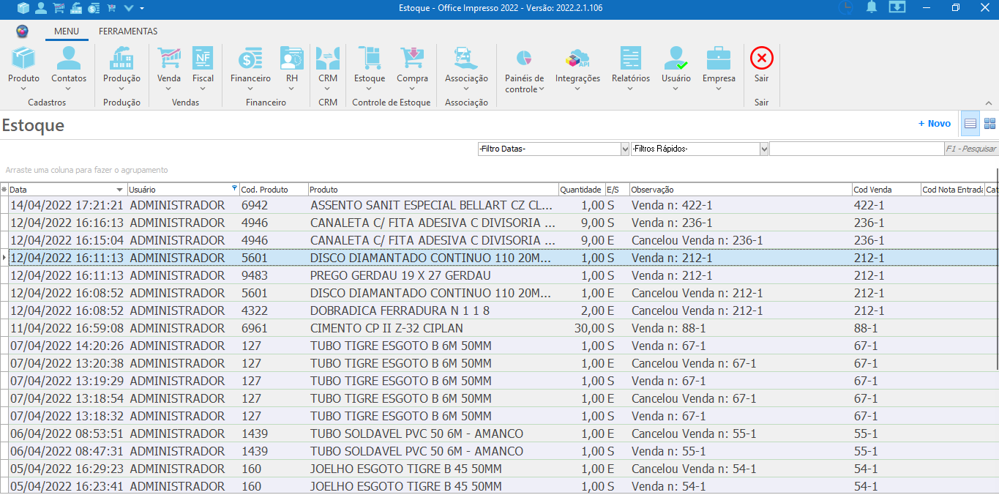 Estoque - Office Impresso 2022 - Versão: 2022.2.1.106
MENU FERRAMENTAS
Produto Contatos Produção Venda Fiscal Financeiro RH CRM Estoque Compra Associação Painéis de controle Integrações Relatórios Usuário Empresa Sair
Cadastros Produção Vendas Financeiro CRM Controle de Estoque Associação Sair
Estoque
+ Novo
-Filtro Datas- -Filtros Rápidos- F1 - Pesquisar
Arraste uma coluna para fazer o agrupamento
Data Usuário Cod. Produto Produto Quantidade E/S Observação Cod Venda Cod Nota Entrada Cat
14/04/2022 17:21:21 ADMINISTRADOR 6942 ASSENTO SANIT ESPECIAL BELLART CZ CL... 1,00 S Venda n: 422-1 422-1
12/04/2022 16:16:13 ADMINISTRADOR 4946 CANALETA C/ FITA ADESIVA C DIVISORIA ... 9,00 S Venda n: 236-1 236-1
12/04/2022 16:15:04 ADMINISTRADOR 4946 CANALETA C/ FITA ADESIVA C DIVISORIA ... 9,00 E Cancelou Venda n: 236-1 236-1
12/04/2022 16:11:13 ADMINISTRADOR 5601 DISCO DIAMANTADO CONTINUO 110 20M... 1,00 S Venda n: 212-1 212-1
12/04/2022 16:11:13 ADMINISTRADOR 9483 PREGO GERDAU 19 X 27 GERDAU 1,00 S Venda n: 212-1 212-1
12/04/2022 16:08:52 ADMINISTRADOR 5601 DISCO DIAMANTADO CONTINUO 110 20M... 1,00 E Cancelou Venda n: 212-1 212-1
12/04/2022 16:08:52 ADMINISTRADOR 4322 DOBRADICA FERRADURA N 1 1 8 2,00 E Cancelou Venda n: 212-1 212-1
11/04/2022 16:59:08 ADMINISTRADOR 6961 CIMENTO CP II Z-32 CIPLAN 30,00 S Venda n: 88-1 88-1
07/04/2022 14:20:26 ADMINISTRADOR 127 TUBO TIGRE ESGOTO B 6M 50MM 1,00 S Venda n: 67-1 67-1
07/04/2022 13:20:38 ADMINISTRADOR 127 TUBO TIGRE ESGOTO B 6M 50MM 1,00 E Cancelou Venda n: 67-1 67-1
07/04/2022 13:19:29 ADMINISTRADOR 127 TUBO TIGRE ESGOTO B 6M 50MM 1,00 S Venda n: 67-1 67-1
07/04/2022 13:18:54 ADMINISTRADOR 127 TUBO TIGRE ESGOTO B 6M 50MM 1,00 E Cancelou Venda n: 67-1 67-1
07/04/2022 13:18:32 ADMINISTRADOR 127 TUBO TIGRE ESGOTO B 6M 50MM 1,00 S Venda n: 67-1 67-1
06/04/2022 08:53:51 ADMINISTRADOR 1439 TUBO SOLDAVEL PVC 50 6M - AMANCO 1,00 E Cancelou Venda n: 55-1 55-1
06/04/2022 08:47:31 ADMINISTRADOR 1439 TUBO SOLDAVEL PVC 50 6M - AMANCO 1,00 S Venda n: 55-1 55-1
05/04/2022 16:29:23 ADMINISTRADOR 160 JOELHO ESGOTO TIGRE B 45 50MM 1,00 E Cancelou Venda n: 54-1 54-1
05/04/2022 16:23:41 ADMINISTRADOR 160 JOELHO ESGOTO TIGRE B 45 50MM 1,00 S Venda n: 54-1 54-1